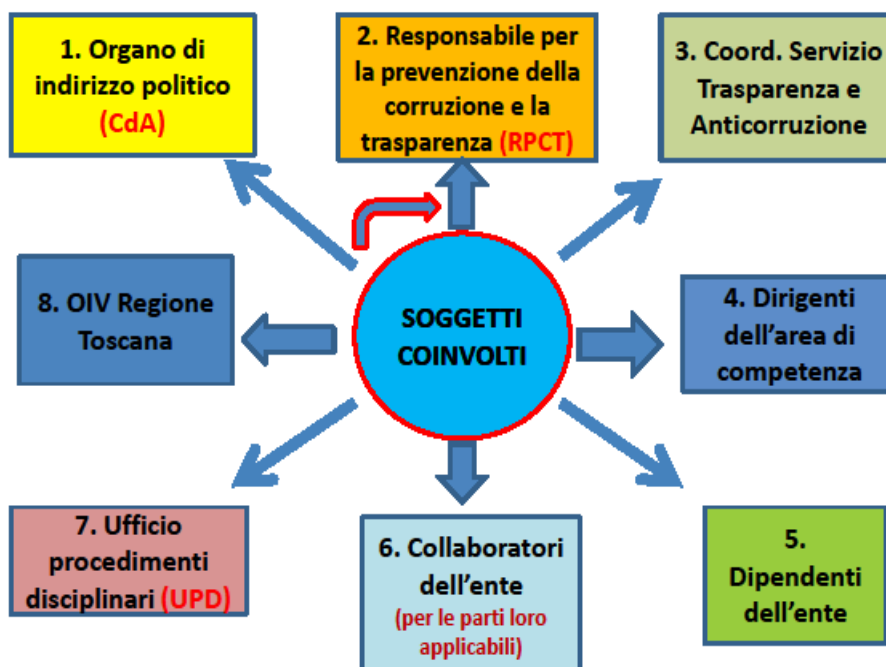 1. Organo di
indirizzo politico
(CdA)
2. Responsabile per
la prevenzione della
corruzione e la
trasparenza (RPCT)
3. Coord. Servizio
Trasparenza e
Anticorruzione
8. OIV Regione
Toscana
SOGGETTI
COINVOLTI
4. Dirigenti
dell’area di
competenza
7. Ufficio
procedimenti
disciplinari (UPD)
6. Collaboratori
dell’ente
(per le parti loro
applicabili)
5.
Dipendenti
dell’ente